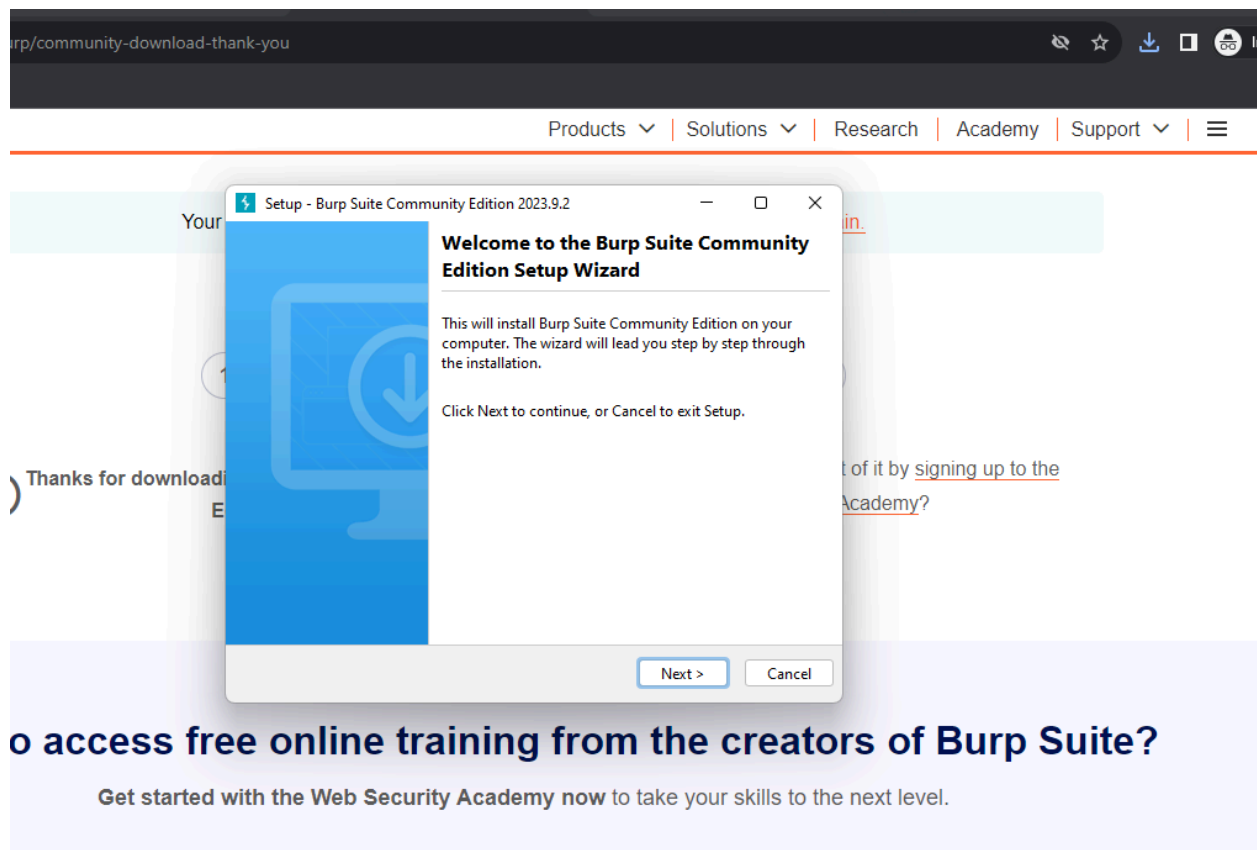 urp/community-download-thank-you
Products
Solutions
Research
Academy
Support
Setup - Burp Suite Community Edition 2023.9.2
Your
in.
Welcome to the Burp Suite Community
Edition Setup Wizard
This will install Burp Suite Community Edition on your
computer. The wizard will lead you step by step through
the installation.
Click Next to continue, or Cancel to exit Setup.
Thanks for downloadi
E
t of it by signing up to the
Academy?
Next >
Cancel
o access free online training from the creators of Burp Suite?
Get started with the Web Security Academy now to take your skills to the next level.